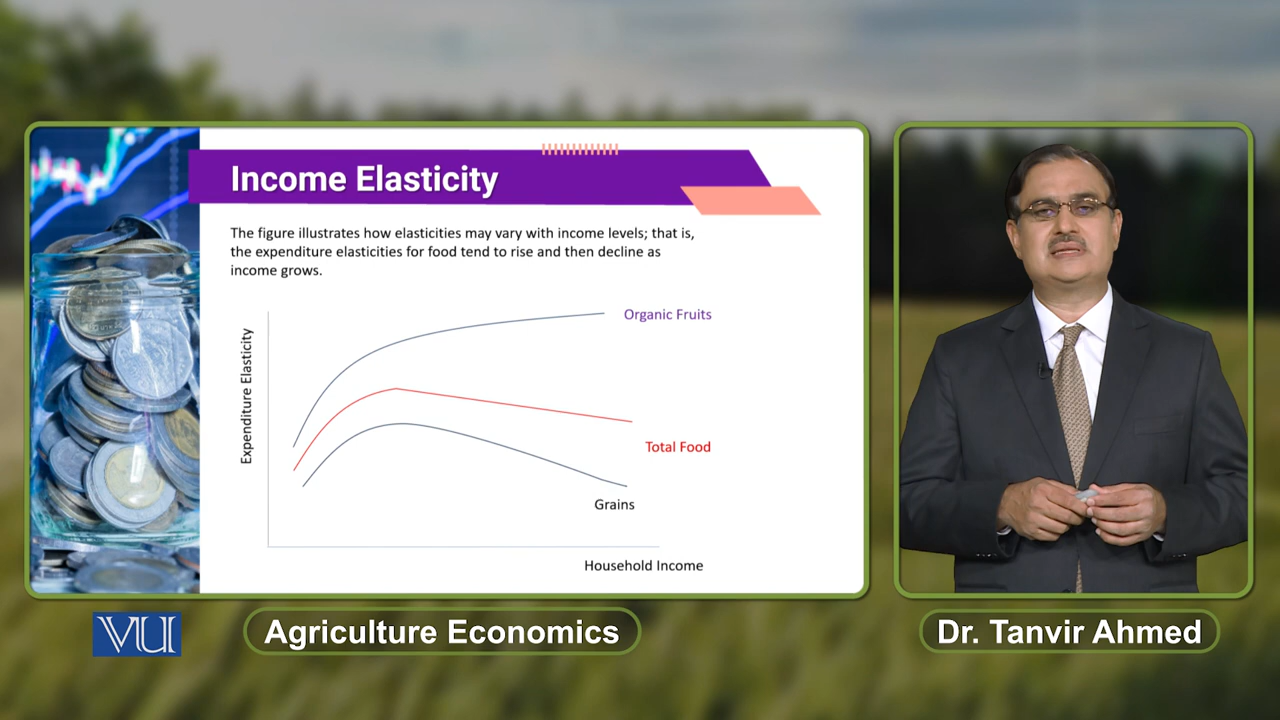 Income Elasticity
The figure illustrates how elasticities may vary with income levels; that is,
the expenditure elasticities for food tend to rise and then decline as
income grows.
Expenditure Elasticity
Organic Fruits
Total Food
Grains
Household Income
VU
Agriculture Economics
Dr. Tanvir Ahmed